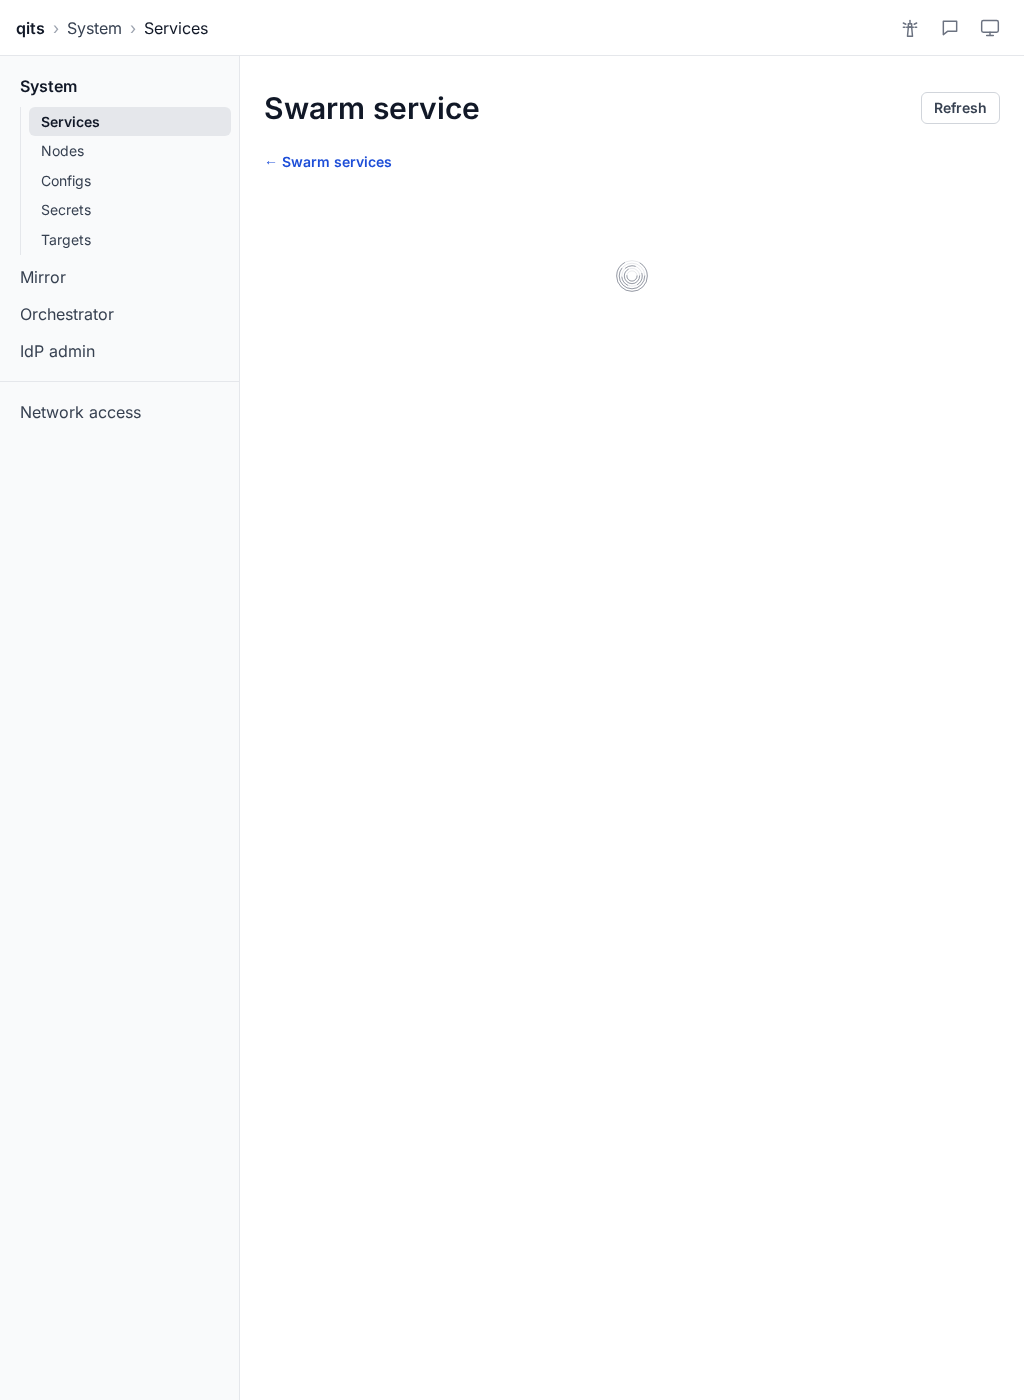 qits › System › Services
System
Services
Nodes
Configs
Secrets
Targets
Mirror
Orchestrator
IdP admin
Network access
Swarm service
Refresh
← Swarm services